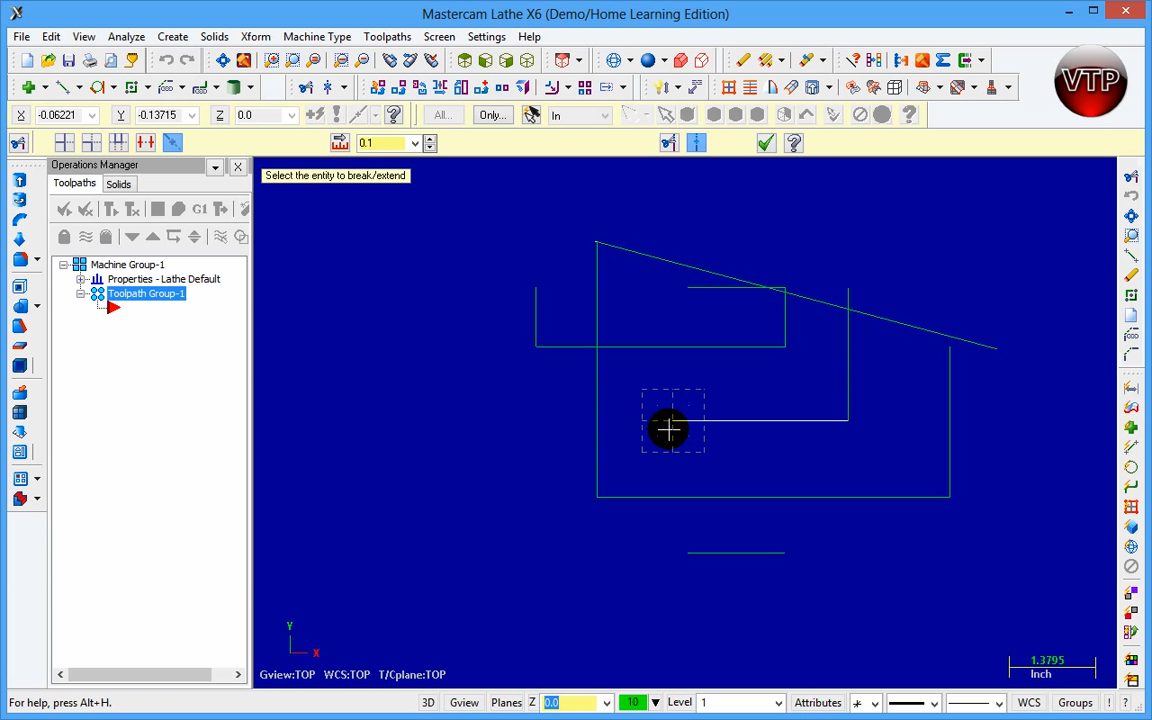 Mastercam Lathe X6 (Demo/Home Learning Edition)
File Edit View Analyze Create Solids Xform Machine Type Toolpaths Screen Settings Help
VTP
X -0.06221 Y -0.13715 Z 0.0 All... Only... In
0.1
Operations Manager
Select the entity to break/extend
Toolpaths Solids
G1
Machine Group-1
Properties - Lathe Default
Toolpath Group-1
Y
X
1.3795
Inch
Gview:TOP WCS:TOP T/Cplane:TOP
For help, press Alt+H.
3D Gview Planes Z 0.0 10 Level 1 Attributes WCS Groups ! ?